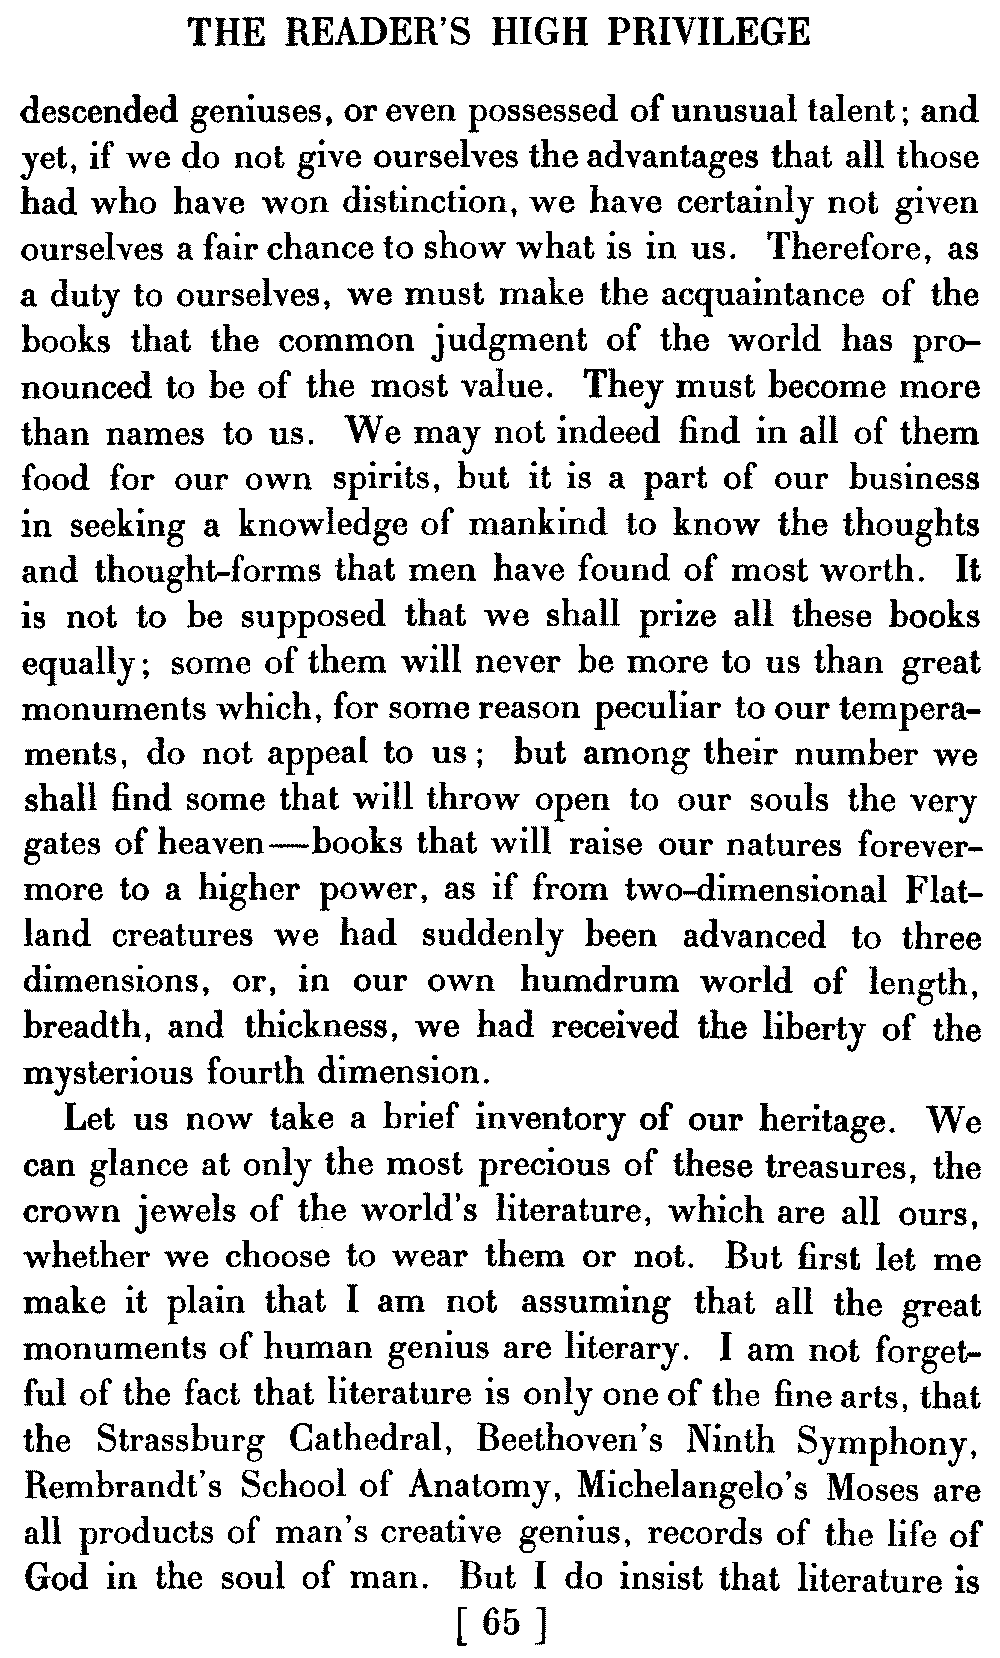 THE READER'S HIGH PRIVILEGE
descended geniuses, or even possessed of unusual talent; and
yet, if we do not give ourselves the advantages that all those
had who have won distinction, we have certainly not given
ourselves a fair chance to show what is in us. Therefore, as
a duty to ourselves, we must make the acquaintance of the
books that the common judgment of the world has pro-
nounced to be of the most value. They must become more
than names to us. We may not indeed find in all of them
food for our own spirits, but it is a part of our business
in seeking a knowledge of mankind to know the thoughts
and thought-forms that men have found of most worth. It
is not to be supposed that we shall prize all these books
equally; some of them will never be more to us than great
monuments which, for some reason peculiar to our tempera-
ments, do not appeal to us; but among their number we
shall find some that will throw open to our souls the very
gates of heaven—books that will raise our natures forever-
more to a higher power, as if from two-dimensional Flat-
land creatures we had suddenly been advanced to three
dimensions, or, in our own humdrum world of length,
breadth, and thickness, we had received the liberty of the
mysterious fourth dimension.
Let us now take a brief inventory of our heritage. We
can glance at only the most precious of these treasures, the
crown jewels of the world's literature, which are all ours,
whether we choose to wear them or not. But first let me
make it plain that I am not assuming that all the great
monuments of human genius are literary. I am not forget-
ful of the fact that literature is only one of the fine arts, that
the Strassburg Cathedral, Beethoven's Ninth Symphony,
Rembrandt's School of Anatomy, Michelangelo's Moses are
all products of man's creative genius, records of the life of
God in the soul of man. But I do insist that literature is
[ 65 ]